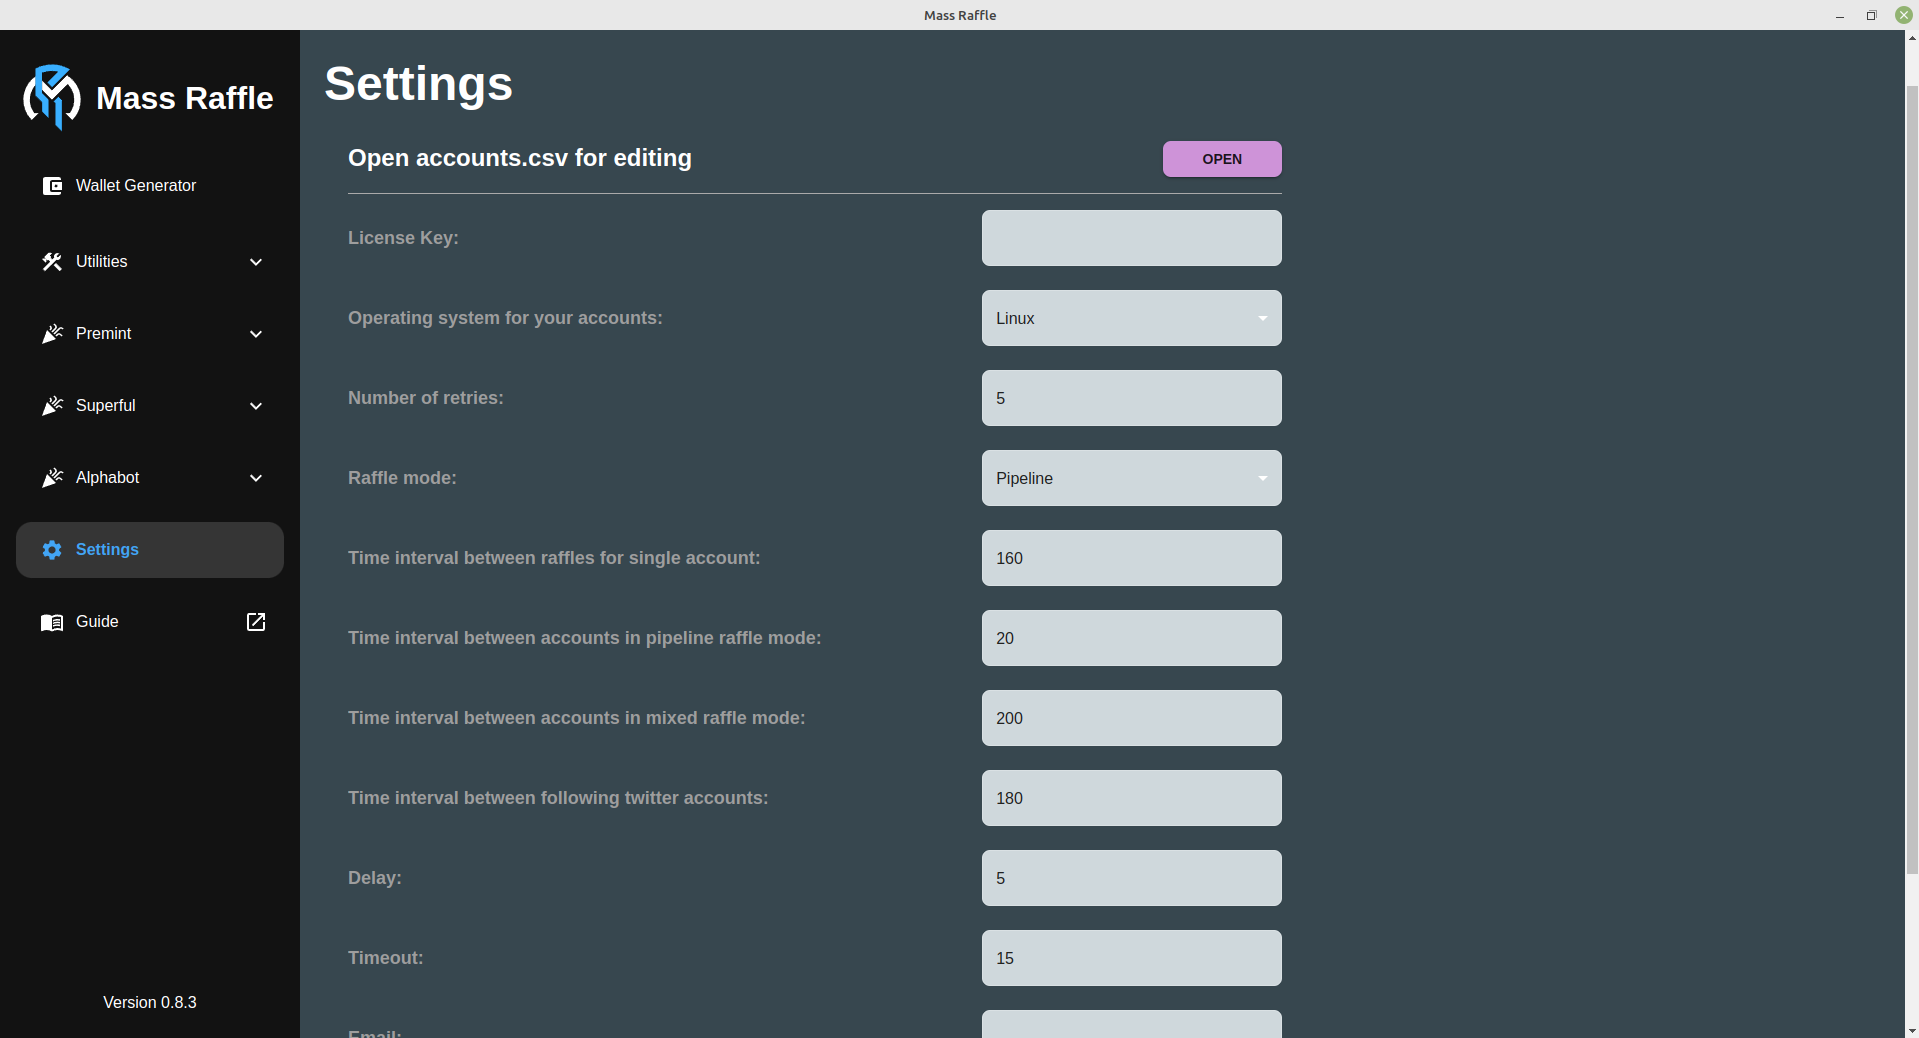 Mass Raffle
Mass Raffle
Wallet Generator
Utilities
Premint
Superful
Alphabot
Settings
Guide
Version 0.8.3
Settings
Open accounts.csv for editing
OPEN
License Key:
Operating system for your accounts:
Linux
Number of retries:
5
Raffle mode:
Pipeline
Time interval between raffles for single account:
160
Time interval between accounts in pipeline raffle mode:
20
Time interval between accounts in mixed raffle mode:
200
Time interval between following twitter accounts:
180
Delay:
5
Timeout:
15
Email: